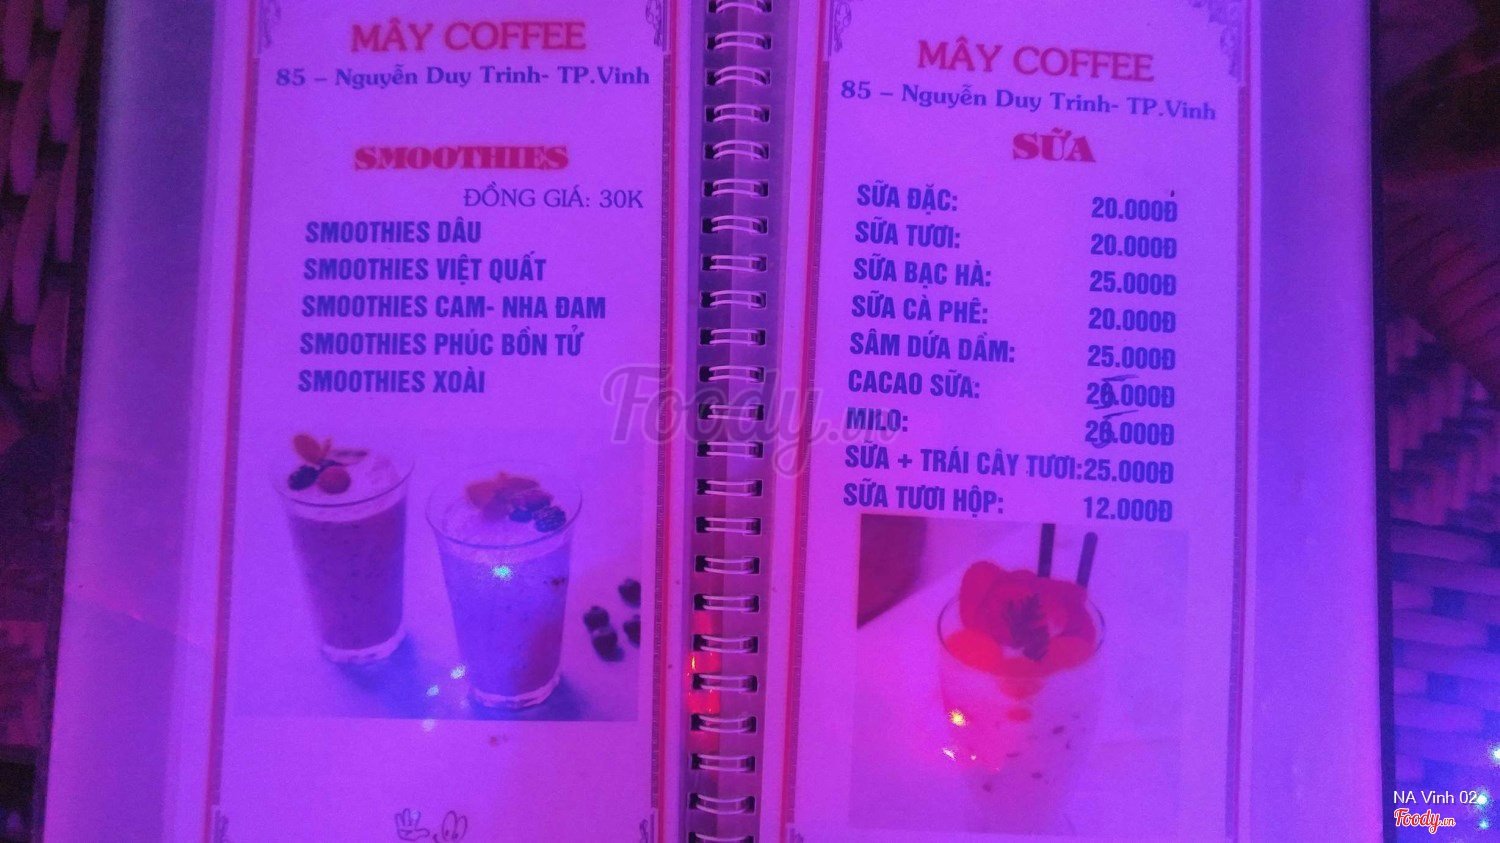 MÂY COFFEE
85 – Nguyễn Duy Trinh- TP.Vinh
SMOOTHIES
ĐỒNG GIÁ: 30K
SMOOTHIES DÂU
SMOOTHIES VIỆT QUẤT
SMOOTHIES CAM- NHA ĐAM
SMOOTHIES PHÚC BỒN TỬ
SMOOTHIES XOÀI
MÂY COFFEE
85 – Nguyễn Duy Trinh- TP.Vinh
SỮA
SỮA ĐẶC: 20.000Đ
SỮA TƯƠI: 20.000Đ
SỮA BẠC HÀ: 25.000Đ
SỮA CÀ PHÊ: 20.000Đ
SÂM DỨA DẦM: 25.000Đ
CACAO SỮA:
MILO:
SỮA + TRÁI CÂY TƯƠI:25.000Đ
SỮA TƯƠI HỘP: 12.000Đ
Foody.vn
NA Vinh 02
Foody.vn